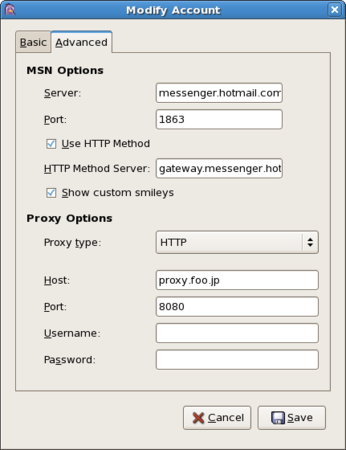 Modify Account
Basic Advanced
MSN Options
Server: messenger.hotmail.com
Port: 1863
Use HTTP Method
HTTP Method Server: gateway.messenger.hot
Show custom smileys
Proxy Options
Proxy type: HTTP
Host: proxy.foo.jp
Port: 8080
Username:
Password:
Cancel Save